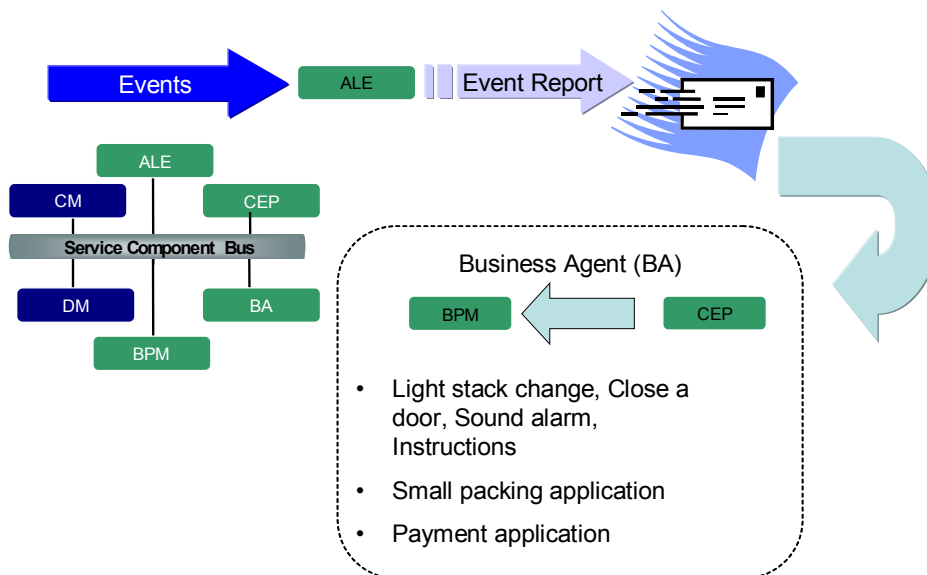 Events
ALE
Event Report
ALE
CM
CEP
Service Component Bus
DM
BA
BPM
Business Agent (BA)
BPM
CEP
• Light stack change, Close a
door, Sound alarm,
Instructions
• Small packing application
• Payment application